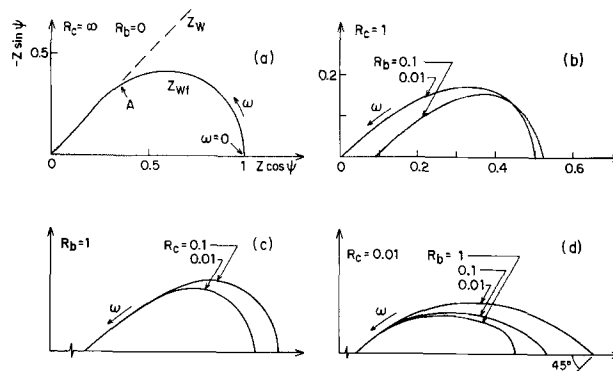 R_c=∞ R_b=0
Z_W
(a)
-Z sin ψ
0.5
Z_Wf
A
ω
ω=0
0
0.5
1
Z cos ψ
R_c=1
(b)
R_b=0.1
0.01
0.2
ω
0
0.2
0.4
0.6
R_b=1
R_c=0.1
0.01
(c)
ω
R_c=0.01
R_b=1
0.1
0.01
(d)
ω
45°